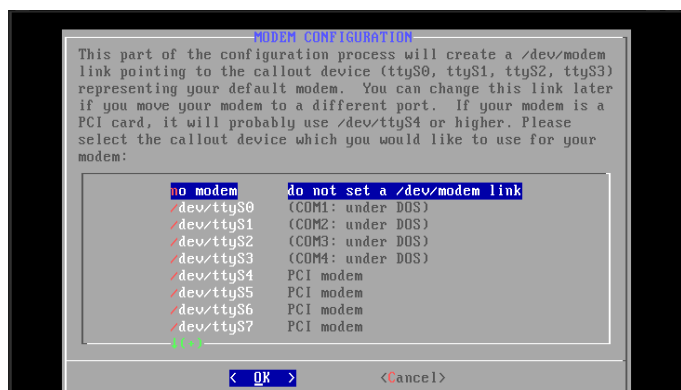 MODEM CONFIGURATION
This part of the configuration process will create a /dev/modem
link pointing to the callout device (ttyS0, ttyS1, ttyS2, ttyS3)
representing your default modem.  You can change this link later
if you move your modem to a different port.  If your modem is a
PCI card, it will probably use /dev/ttyS4 or higher. Please
select the callout device which you would like to use for your
modem:
no modem do not set a /dev/modem link
/dev/ttyS0 (COM1: under DOS)
/dev/ttyS1 (COM2: under DOS)
/dev/ttyS2 (COM3: under DOS)
/dev/ttyS3 (COM4: under DOS)
/dev/ttyS4 PCI modem
/dev/ttyS5 PCI modem
/dev/ttyS6 PCI modem
/dev/ttyS7 PCI modem
↓(+)
< OK > <Cancel>